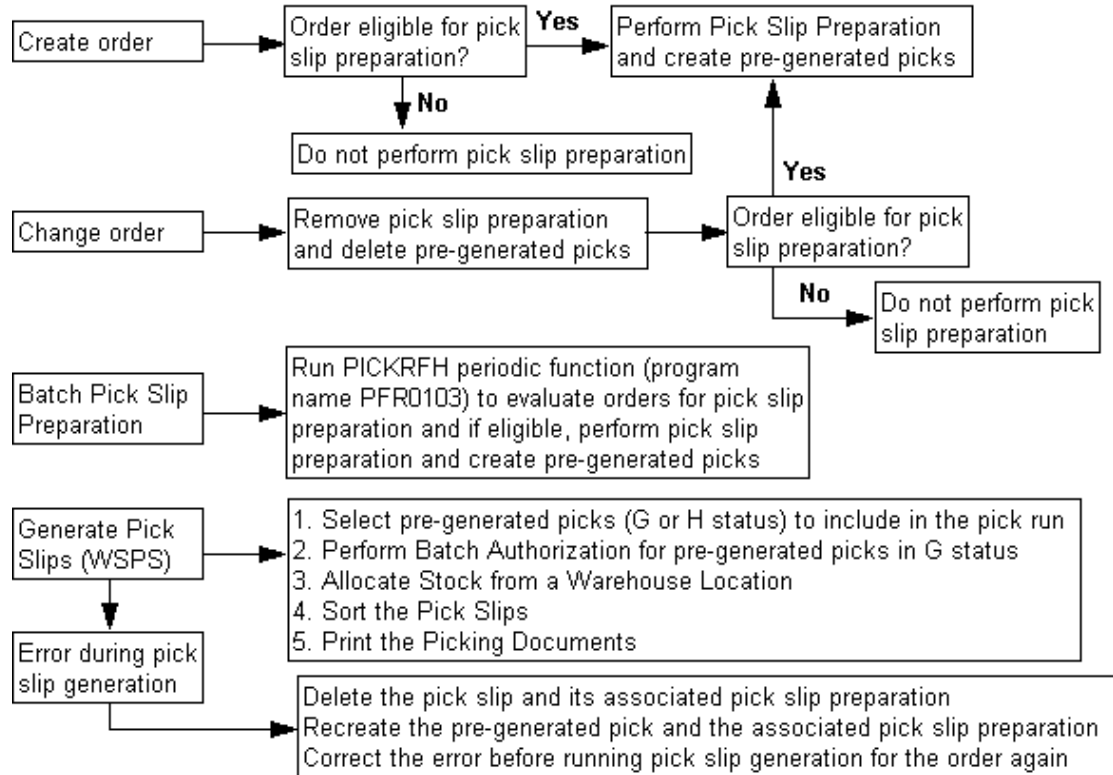 Create order
Order eligible for pick
slip preparation?
Yes
Perform Pick Slip Preparation
and create pre-generated picks
No
Do not perform pick slip preparation
Yes
Change order
Remove pick slip preparation
and delete pre-generated picks
Order eligible for pick
slip preparation?
No
Do not perform pick
slip preparation
Batch Pick Slip
Preparation
Run PICKRFH periodic function (program
name PFR0103) to evaluate orders for pick slip
preparation and if eligible, perform pick slip
preparation and create pre-generated picks
Generate Pick
Slips (WSPS)
1. Select pre-generated picks (G or H status) to include in the pick run
2. Perform Batch Authorization for pre-generated picks in G status
3. Allocate Stock from a Warehouse Location
4. Sort the Pick Slips
5. Print the Picking Documents
Error during pick
slip generation
Delete the pick slip and its associated pick slip preparation
Recreate the pre-generated pick and the associated pick slip preparation
Correct the error before running pick slip generation for the order again